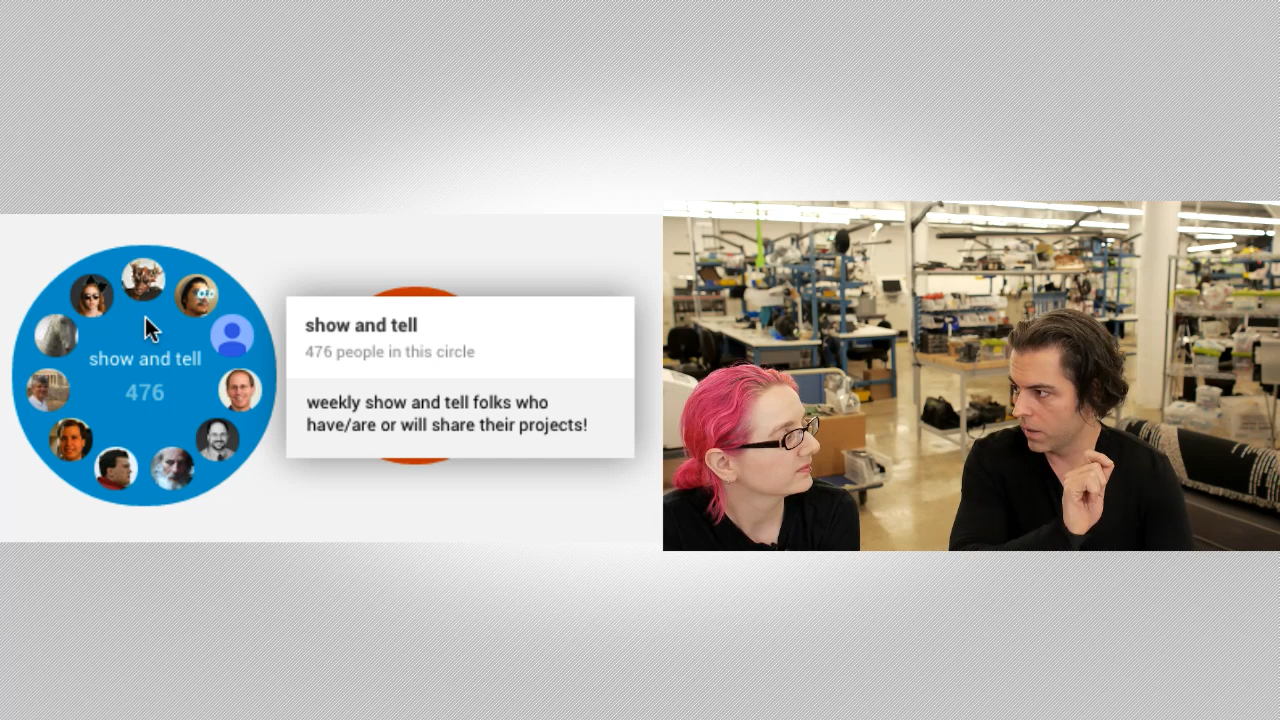 show and tell
476
show and tell
476 people in this circle
weekly show and tell folks who
have/are or will share their projects!